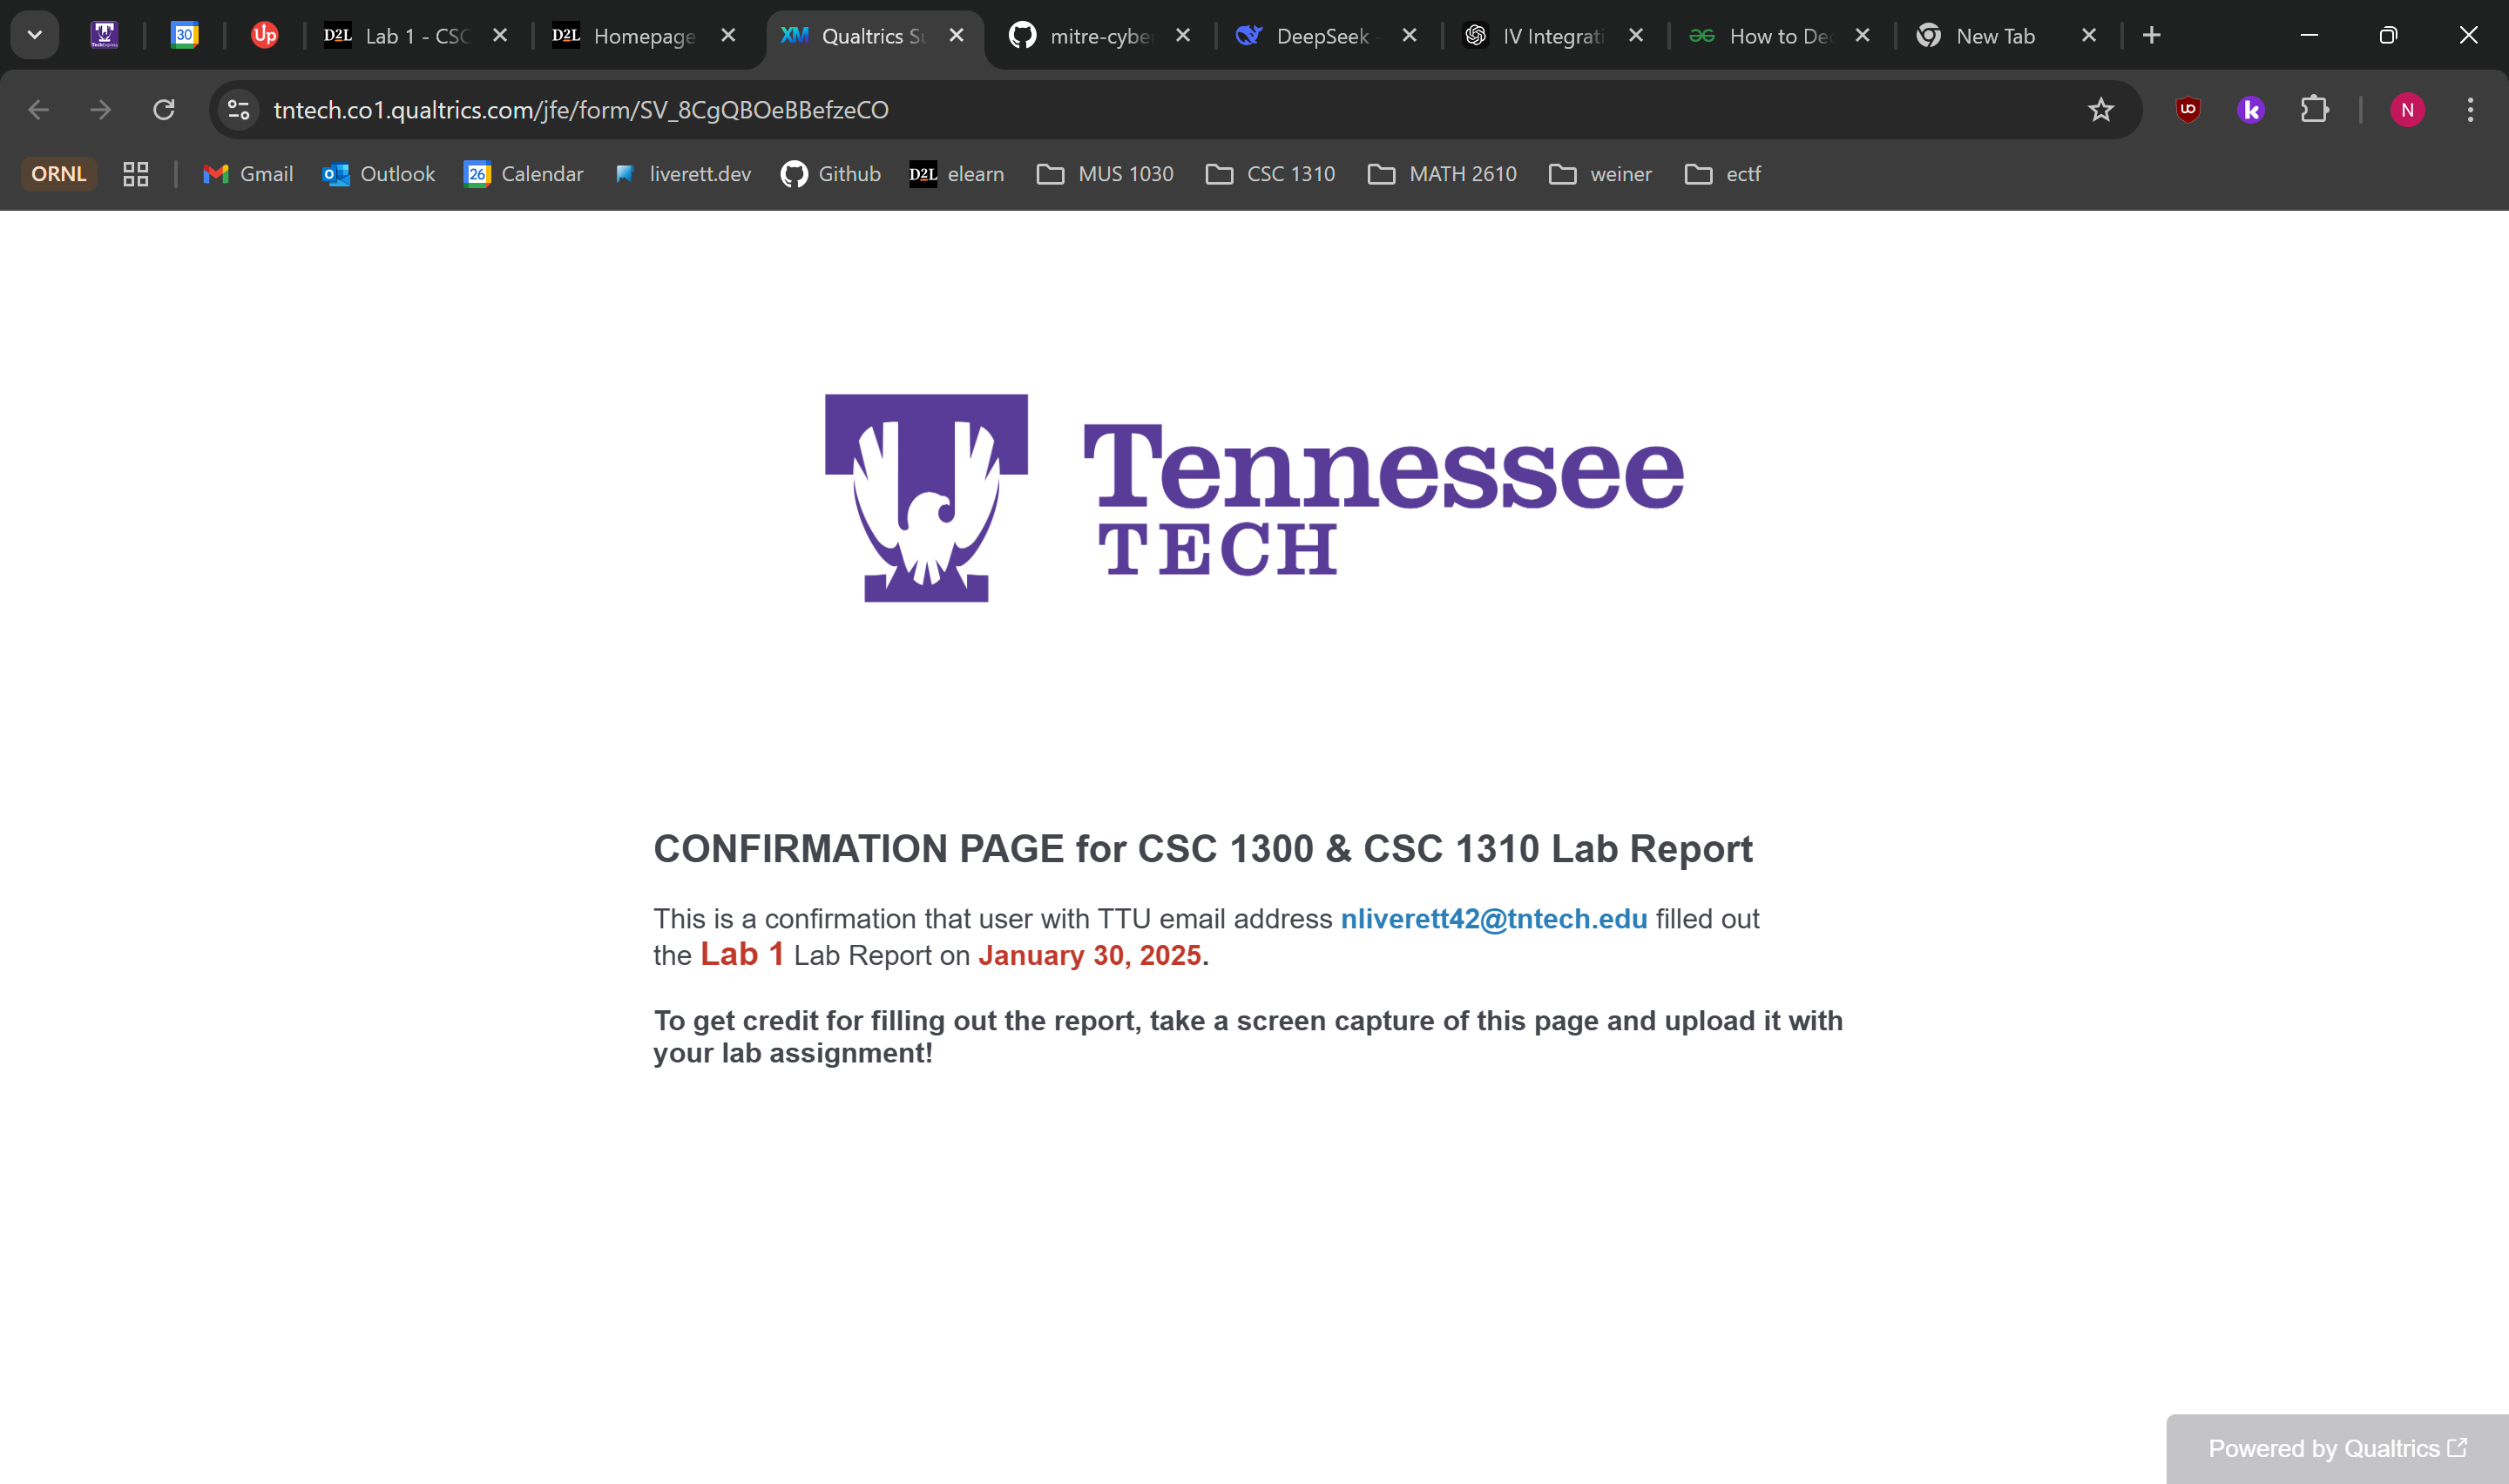 30
Up
D2L Lab 1 - CSC
D2L Homepage
XM Qualtrics Su
mitre-cybe
DeepSeek -
IV Integrati
How to Dec
New Tab
tntech.co1.qualtrics.com/jfe/form/SV_8CgQBOeBBefzeCO
UO
k
N
ORNL
Gmail
Outlook
26 Calendar
liverett.dev
Github
D2L elearn
MUS 1030
CSC 1310
MATH 2610
weiner
ectf
Tennessee
TECH
CONFIRMATION PAGE for CSC 1300 & CSC 1310 Lab Report
This is a confirmation that user with TTU email address nliverett42@tntech.edu filled out
the Lab 1 Lab Report on January 30, 2025.
To get credit for filling out the report, take a screen capture of this page and upload it with
your lab assignment!
Powered by Qualtrics